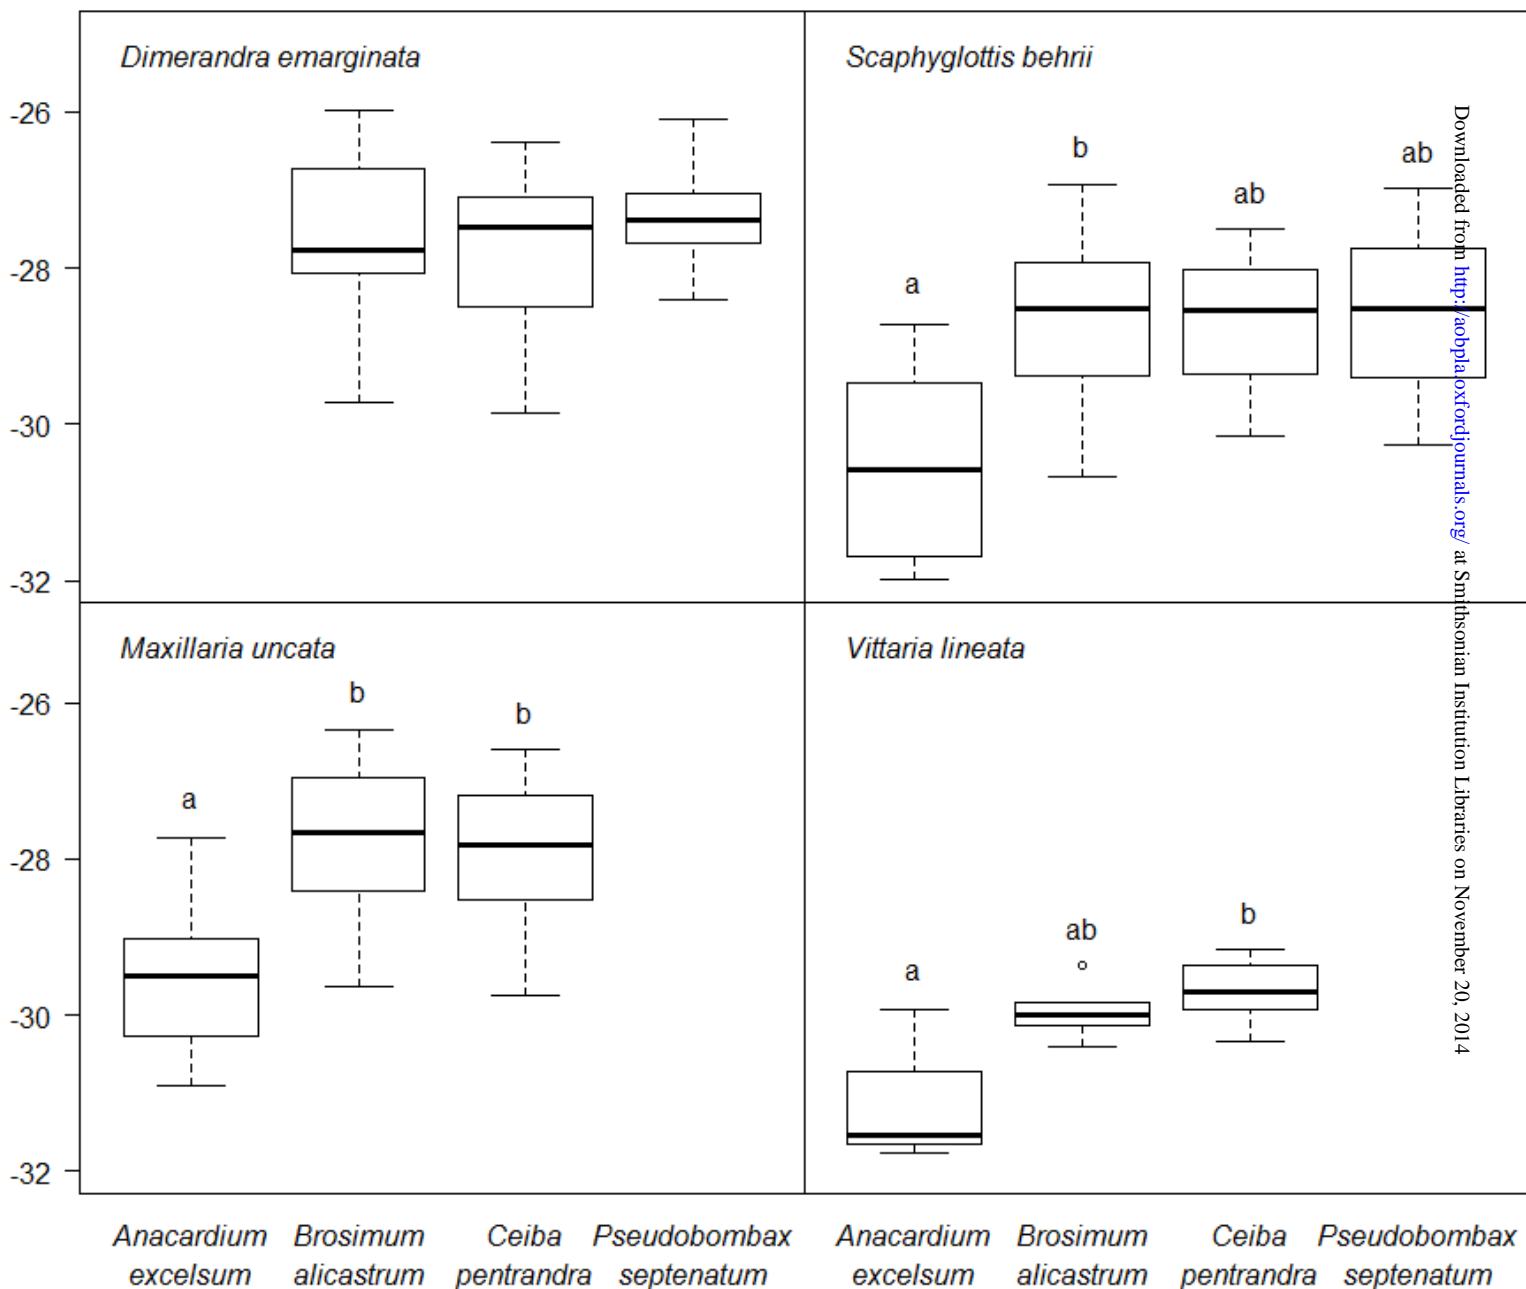 Dimerandra emarginata
Scaphyglottis behrii
-26
-28
-30
-32
b
ab
ab
a
Maxillaria uncata
Vittaria lineata
-26
-28
-30
-32
b
b
a
b
ab
a
Anacardium excelsum
Brosimum alicastrum
Ceiba pentrandra
Pseudobombax septenatum
Anacardium excelsum
Brosimum alicastrum
Ceiba pentrandra
Pseudobombax septenatum
Downloaded from http://aobpla.oxfordjournals.org/ at Smithsonian Institution Libraries on November 20, 2014